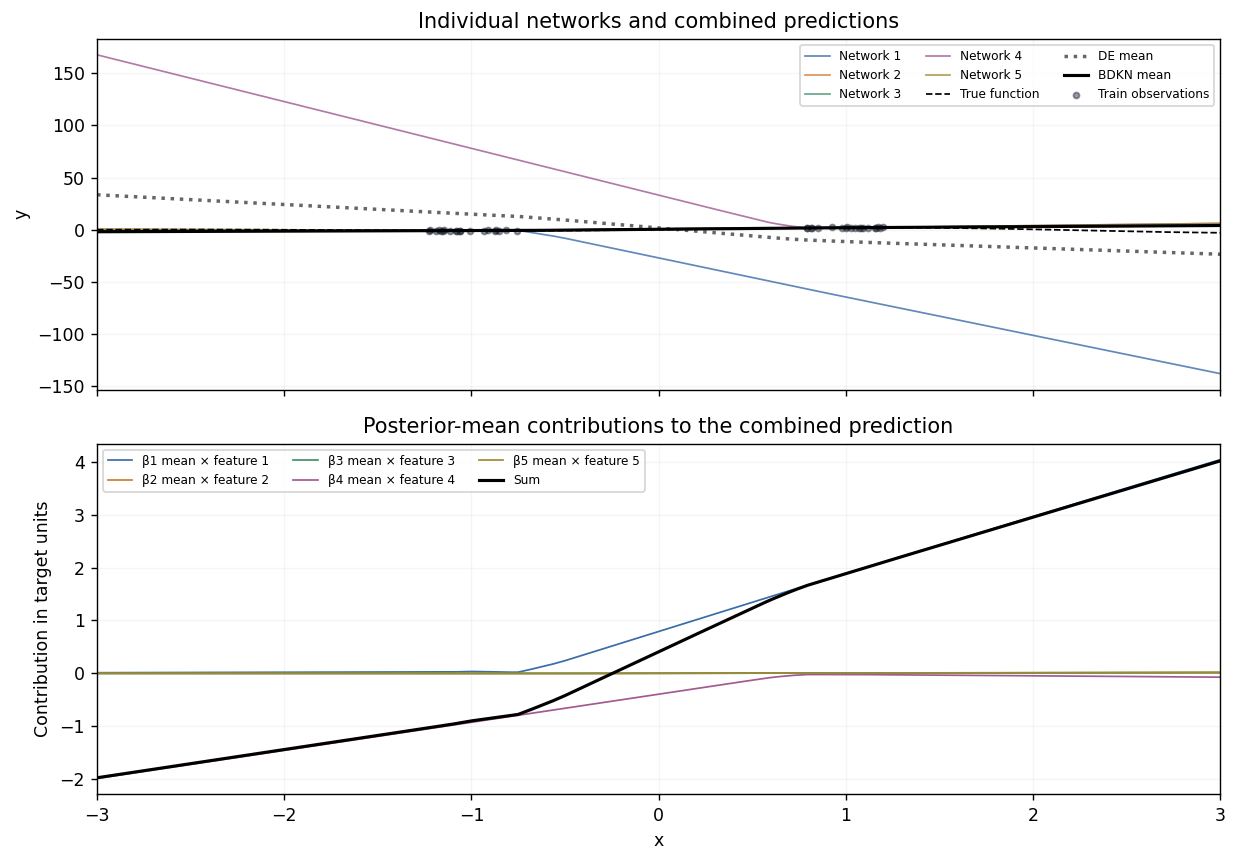 Individual networks and combined predictions
150
100
50
0
−50
−100
−150
y
Network 1
Network 2
Network 3
Network 4
Network 5
True function
DE mean
BDKN mean
Train observations
Posterior-mean contributions to the combined prediction
4
3
2
1
0
−1
−2
Contribution in target units
β1 mean × feature 1
β2 mean × feature 2
β3 mean × feature 3
β4 mean × feature 4
β5 mean × feature 5
Sum
−3 −2 −1 0 1 2 3
x